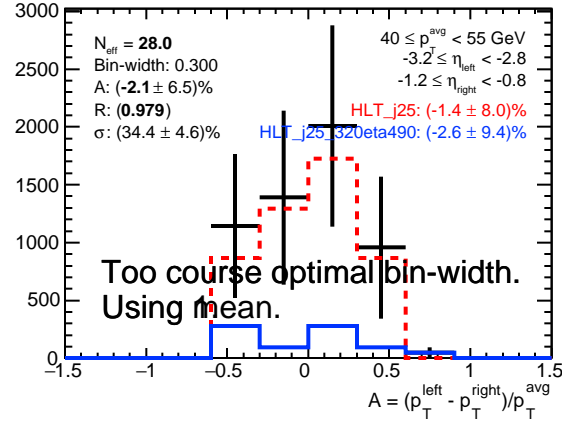 3000
2500
2000
1500
1000
500
0
N_eff = 28.0
Bin-width: 0.300
A: (-2.1 ± 6.5)%
R: (0.979)
σ: (34.4 ± 4.6)%
40 ≤ p_T^avg < 55 GeV
-3.2 ≤ η_left < -2.8
-1.2 ≤ η_right < -0.8
HLT_j25: (-1.4 ± 8.0)%
HLT_j25_320eta490: (-2.6 ± 9.4)%
Too course optimal bin-width.
Using mean.
−1.5 −1 −0.5 0 0.5 1 1.5
A = (p_T^left - p_T^right)/p_T^avg